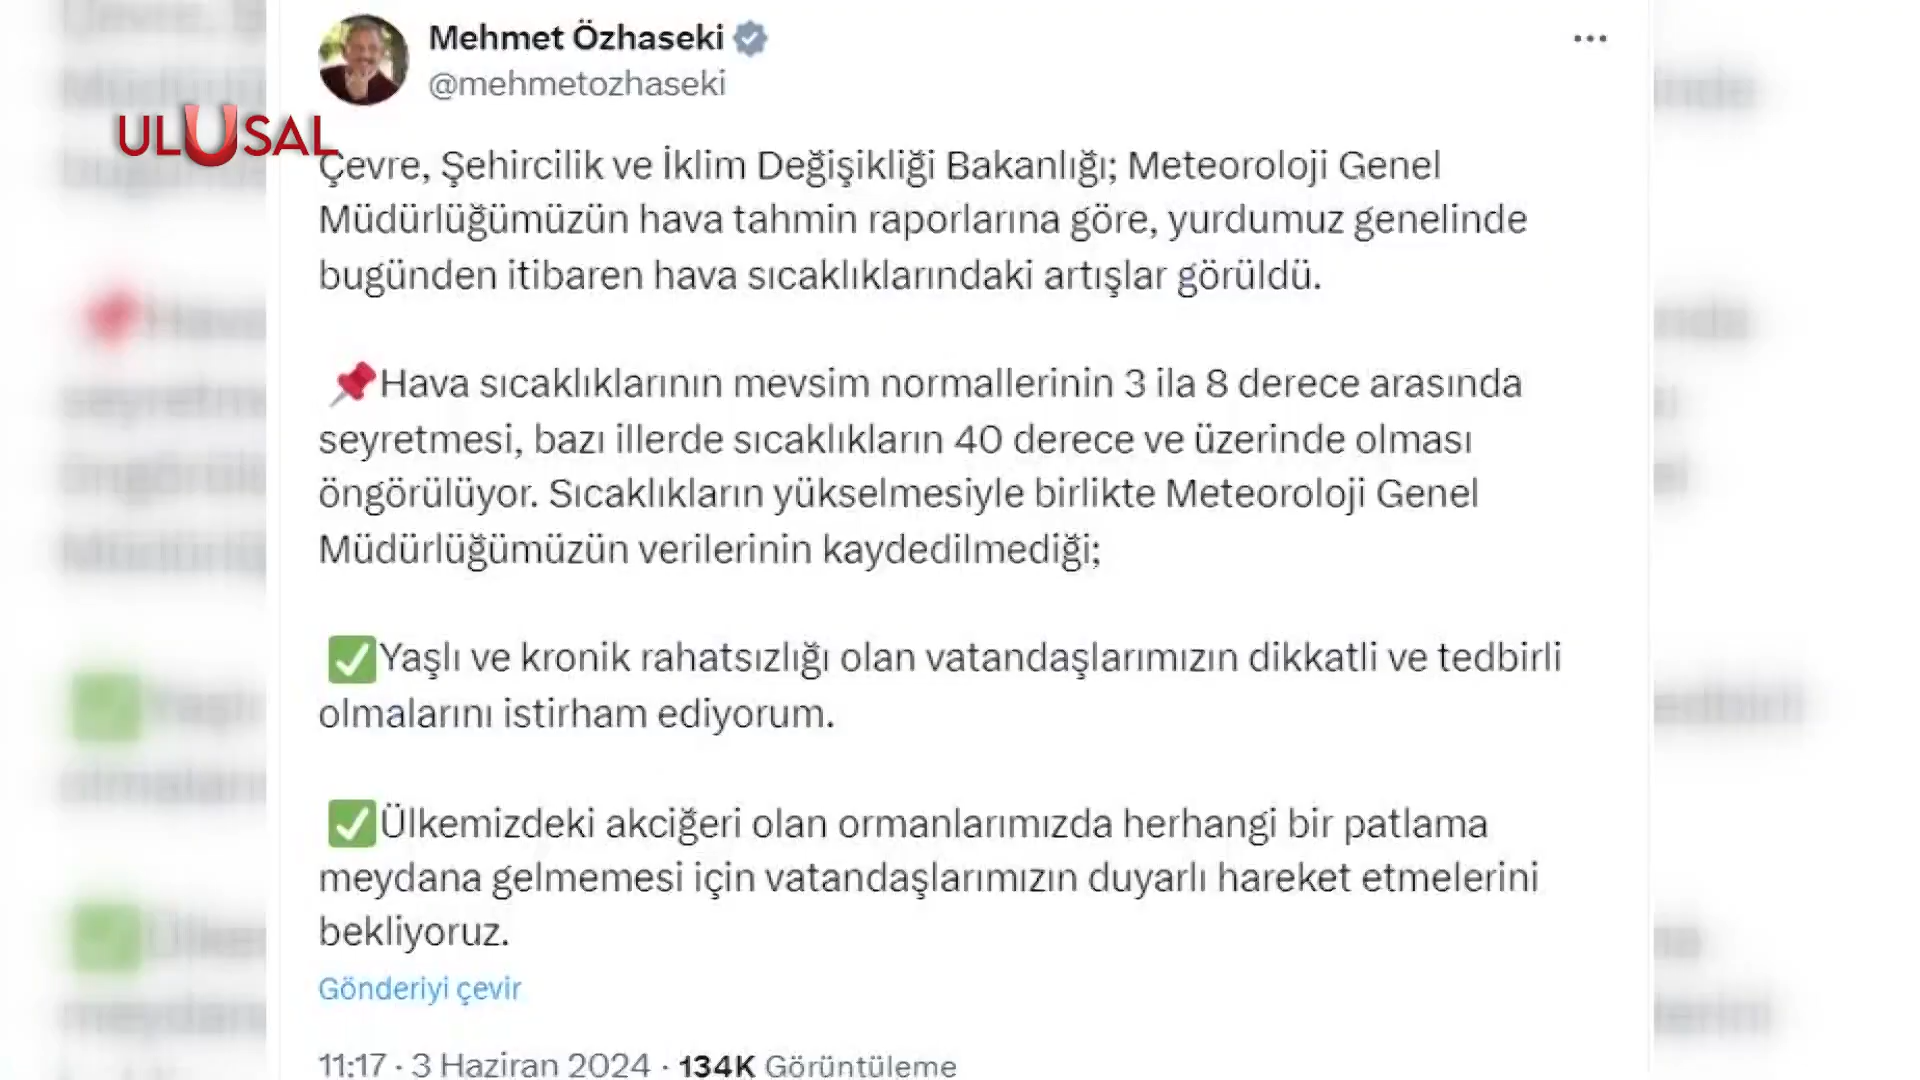 Mehmet Özhaseki
@mehmetozhaseki
ULUSAL
Çevre, Şehircilik ve İklim Değişikliği Bakanlığı; Meteoroloji Genel
Müdürlüğümüzün hava tahmin raporlarına göre, yurdumuz genelinde
bugünden itibaren hava sıcaklıklarındaki artışlar görüldü.
Hava sıcaklıklarının mevsim normallerinin 3 ila 8 derece arasında
seyretmesi, bazı illerde sıcaklıkların 40 derece ve üzerinde olması
öngörülüyor. Sıcaklıkların yükselmesiyle birlikte Meteoroloji Genel
Müdürlüğümüzün verilerinin kaydedilmediği;
Yaşlı ve kronik rahatsızlığı olan vatandaşlarımızın dikkatli ve tedbirli
olmalarını istirham ediyorum.
Ülkemizdeki akciğeri olan ormanlarımızda herhangi bir patlama
meydana gelmemesi için vatandaşlarımızın duyarlı hareket etmelerini
bekliyoruz.
Gönderiyi çevir
11:17 · 3 Haziran 2024 · 134K Görüntüleme